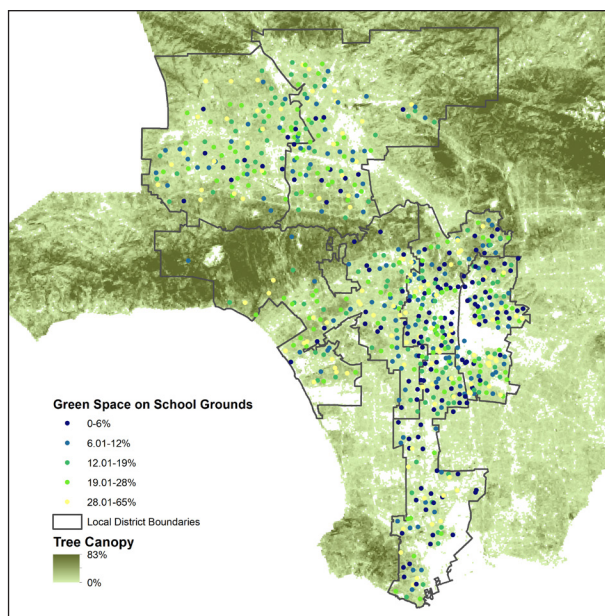 Green Space on School Grounds
0-6%
6.01-12%
12.01-19%
19.01-28%
28.01-65%
Local District Boundaries
Tree Canopy
83%
0%